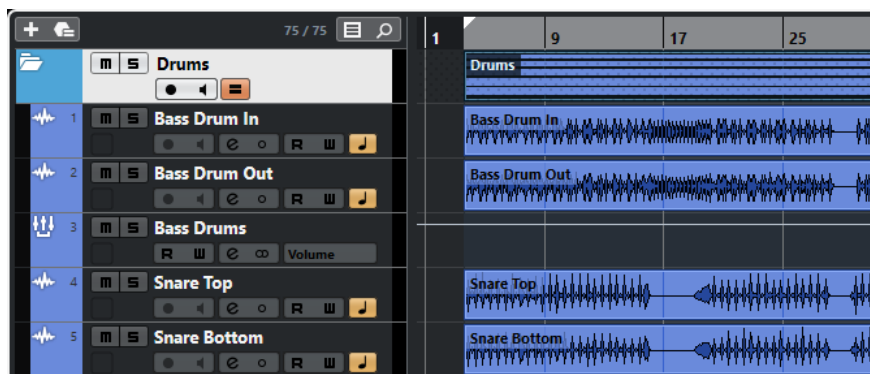 75 / 75
1 9 17 25
m S Drums
Drums
1 m S Bass Drum In
Bass Drum In
e R W
2 m S Bass Drum Out
Bass Drum Out
e R W
3 m S Bass Drums
R W e Volume
4 m S Snare Top
Snare Top
e R W
5 m S Snare Bottom
Snare Bottom
e R W